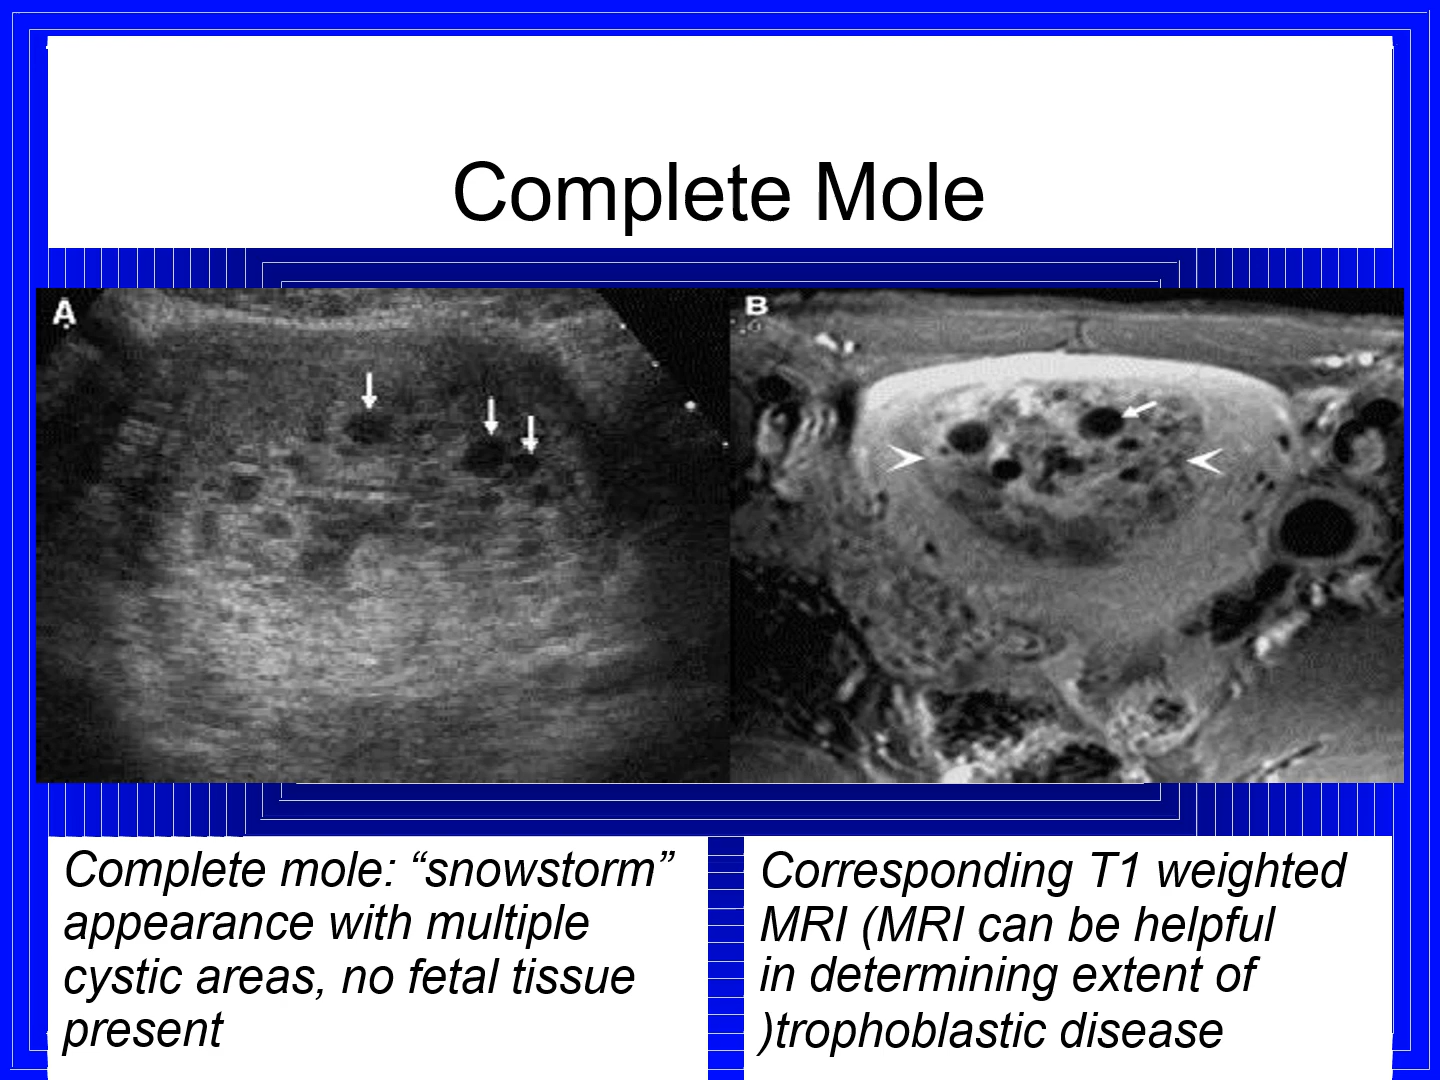 Complete Mole
A
B
Complete mole: “snowstorm”
appearance with multiple
cystic areas, no fetal tissue
present
Corresponding T1 weighted
MRI (MRI can be helpful
in determining extent of
)trophoblastic disease